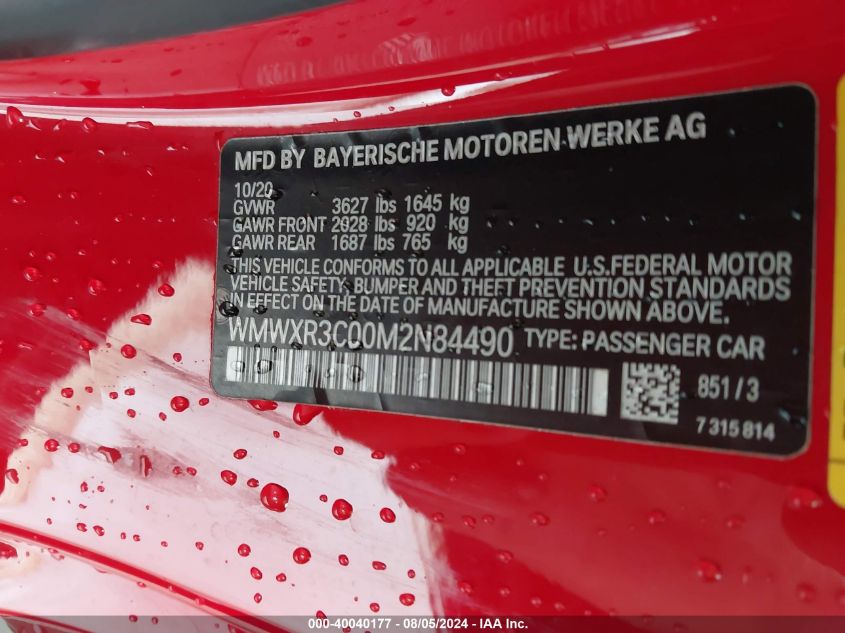 MFD BY BAYERISCHE MOTOREN WERKE AG
10/20
GVWR 3627 lbs 1645 kg
GAWR FRONT 2028 lbs 920 kg
GAWR REAR 1687 lbs 765 kg
THIS VEHICLE CONFORMS TO ALL APPLICABLE U.S.FEDERAL MOTOR
VEHICLE SAFETY, BUMPER AND THEFT PREVENTION STANDARDS
IN EFFECT ON THE DATE OF MANUFACTURE SHOWN ABOVE.
WMWXR3C00M2N84490 TYPE: PASSENGER CAR
851 / 3
7 315 814
000-40040177 - 08/05/2024 - IAA Inc.